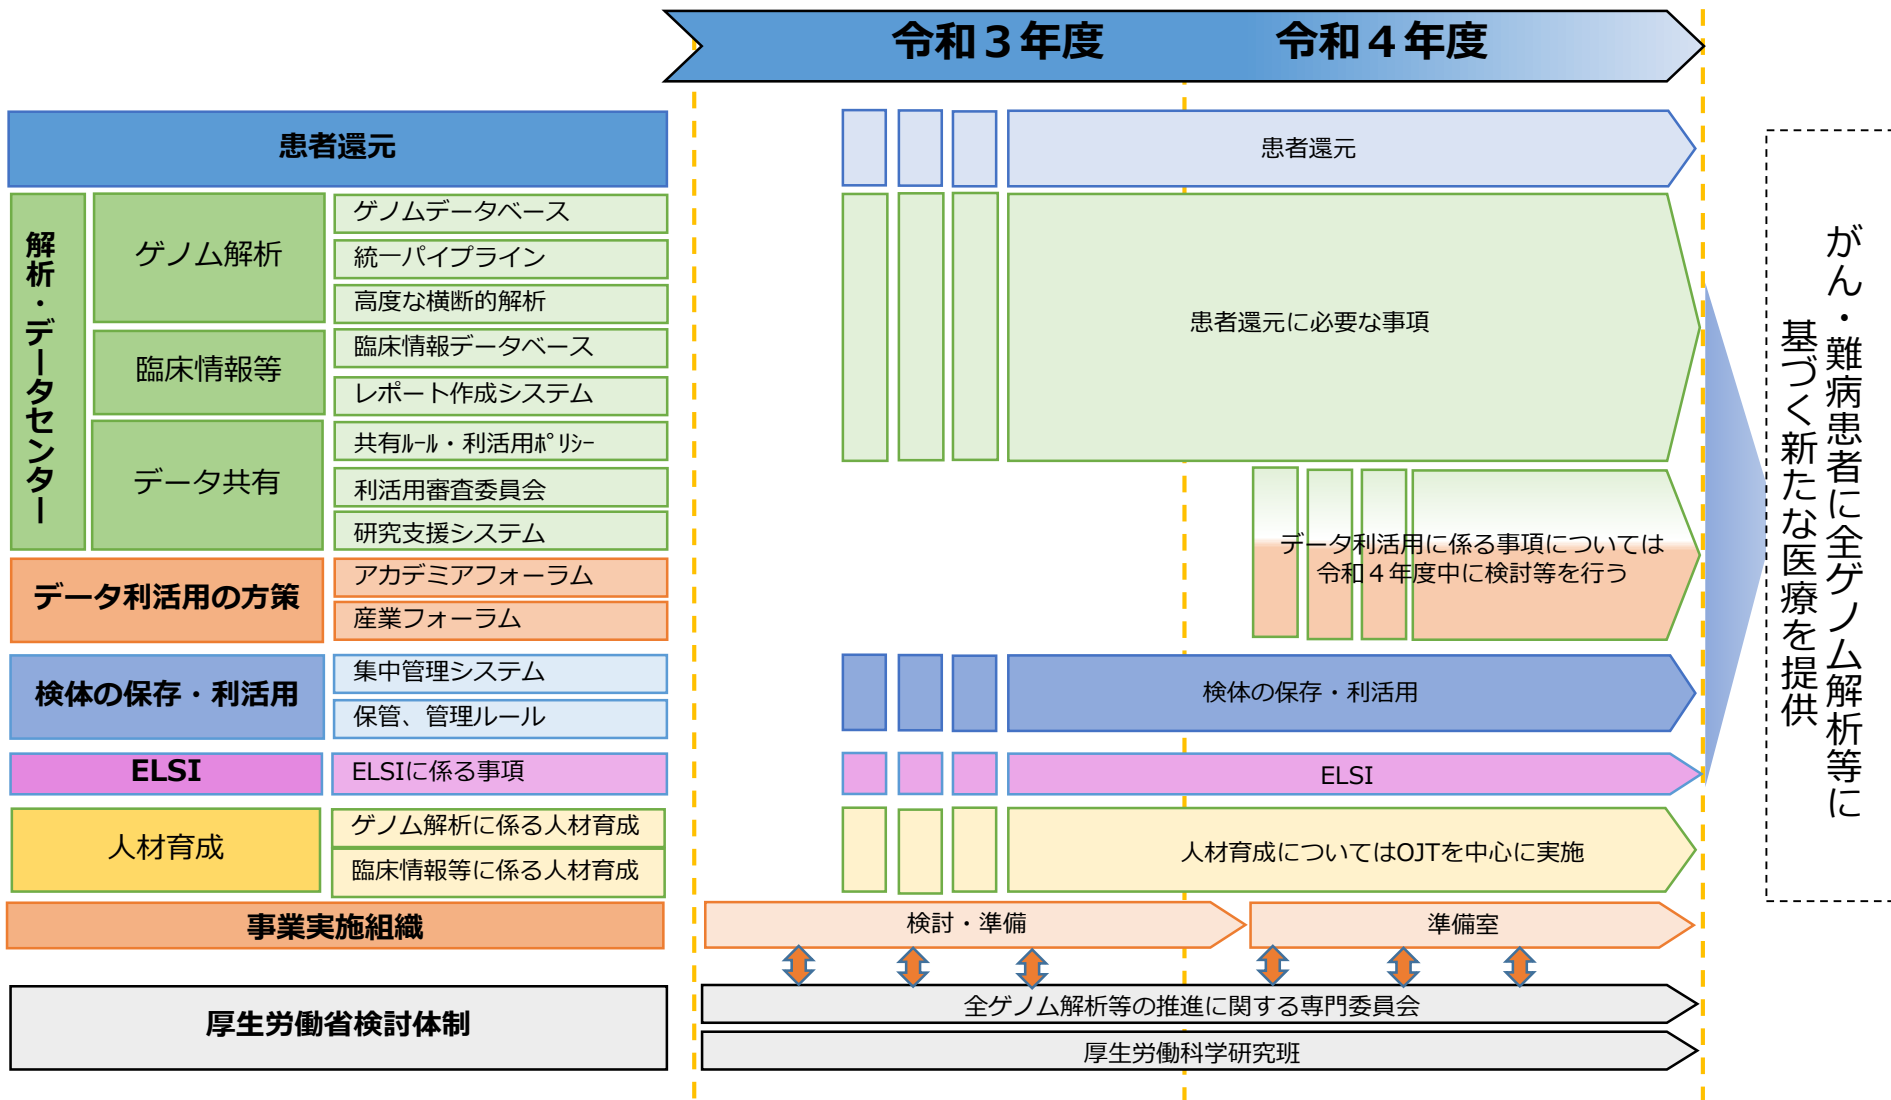 令和３年度
令和４年度
患者還元
患者還元
解析・データセンター
ゲノム解析
ゲノムデータベース
統一パイプライン
高度な横断的解析
臨床情報等
臨床情報データベース
レポート作成システム
データ共有
共有ﾙｰﾙ・利活用ﾎﾟﾘｼｰ
利活用審査委員会
研究支援システム
患者還元に必要な事項
データ利活用に係る事項については
令和４年度中に検討等を行う
データ利活用の方策
アカデミアフォーラム
産業フォーラム
検体の保存・利活用
集中管理システム
保管、管理ルール
検体の保存・利活用
ELSI
ELSIに係る事項
ELSI
人材育成
ゲノム解析に係る人材育成
臨床情報等に係る人材育成
人材育成についてはOJTを中心に実施
事業実施組織
検討・準備
準備室
厚生労働省検討体制
全ゲノム解析等の推進に関する専門委員会
厚生労働科学研究班
がん・難病患者に全ゲノム解析等に
基づく新たな医療を提供